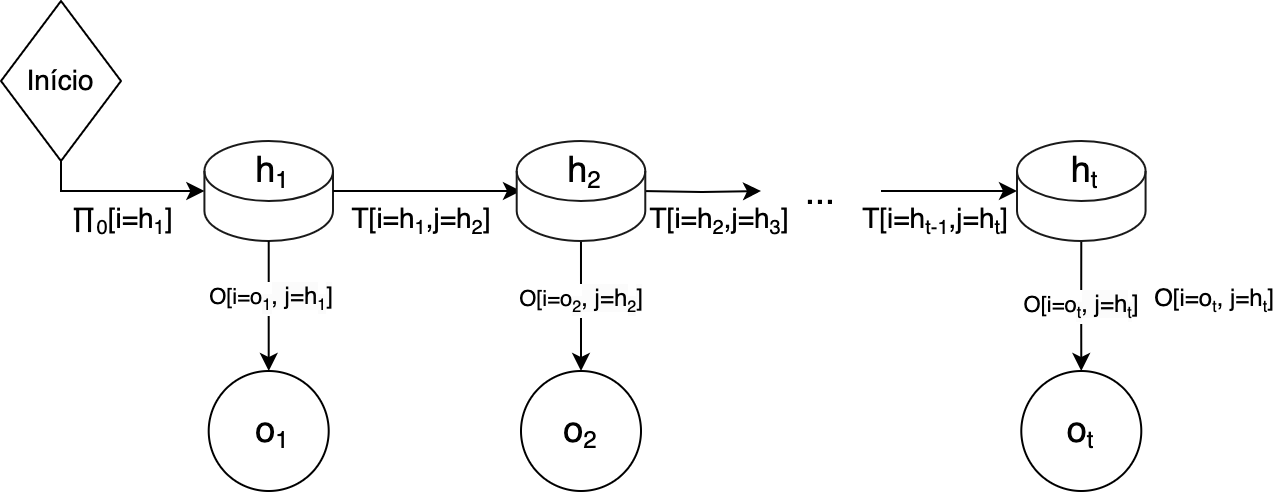 Início
h₁
h₂
hₜ
∏₀[i=h₁]
T[i=h₁,j=h₂]
T[i=h₂,j=h₃]
...
T[i=hₜ₋₁,j=hₜ]
O[i=o₁, j=h₁]
O[i=o₂, j=h₂]
O[i=oₜ, j=hₜ]
O[i=oₜ, j=hₜ]
o₁
o₂
oₜ